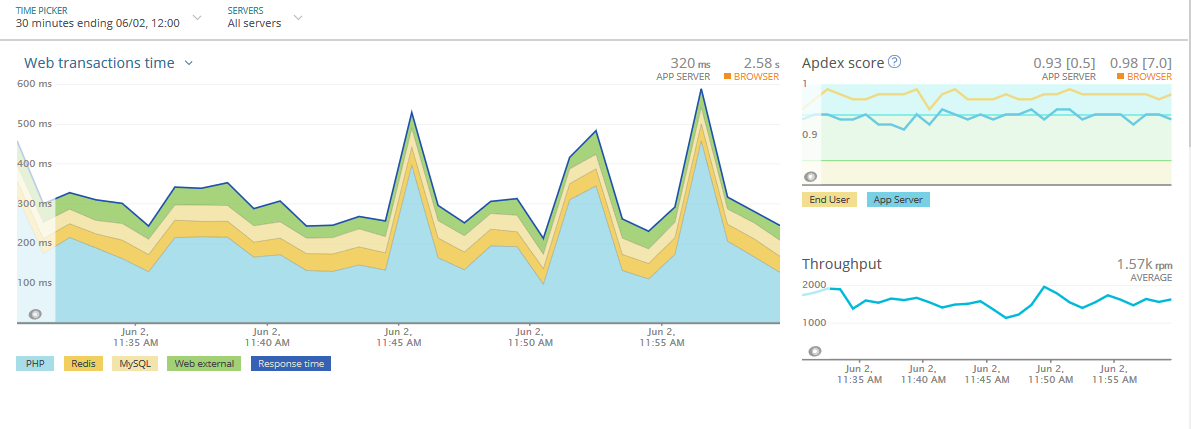 TIME PICKER
30 minutes ending 06/02, 12:00
SERVERS
All servers
Web transactions time
320 ms
APP SERVER
2.58 s
BROWSER
600 ms
500 ms
400 ms
300 ms
200 ms
100 ms
Jun 2,
11:35 AM
Jun 2,
11:40 AM
Jun 2,
11:45 AM
Jun 2,
11:50 AM
Jun 2,
11:55 AM
PHP
Redis
MySQL
Web external
Response time
Apdex score ?
0.93 [0.5]
APP SERVER
0.98 [7.0]
BROWSER
1
0.9
End User
App Server
Throughput
1.57k rpm
AVERAGE
2000
1000
Jun 2,
11:35 AM
Jun 2,
11:40 AM
Jun 2,
11:45 AM
Jun 2,
11:50 AM
Jun 2,
11:55 AM